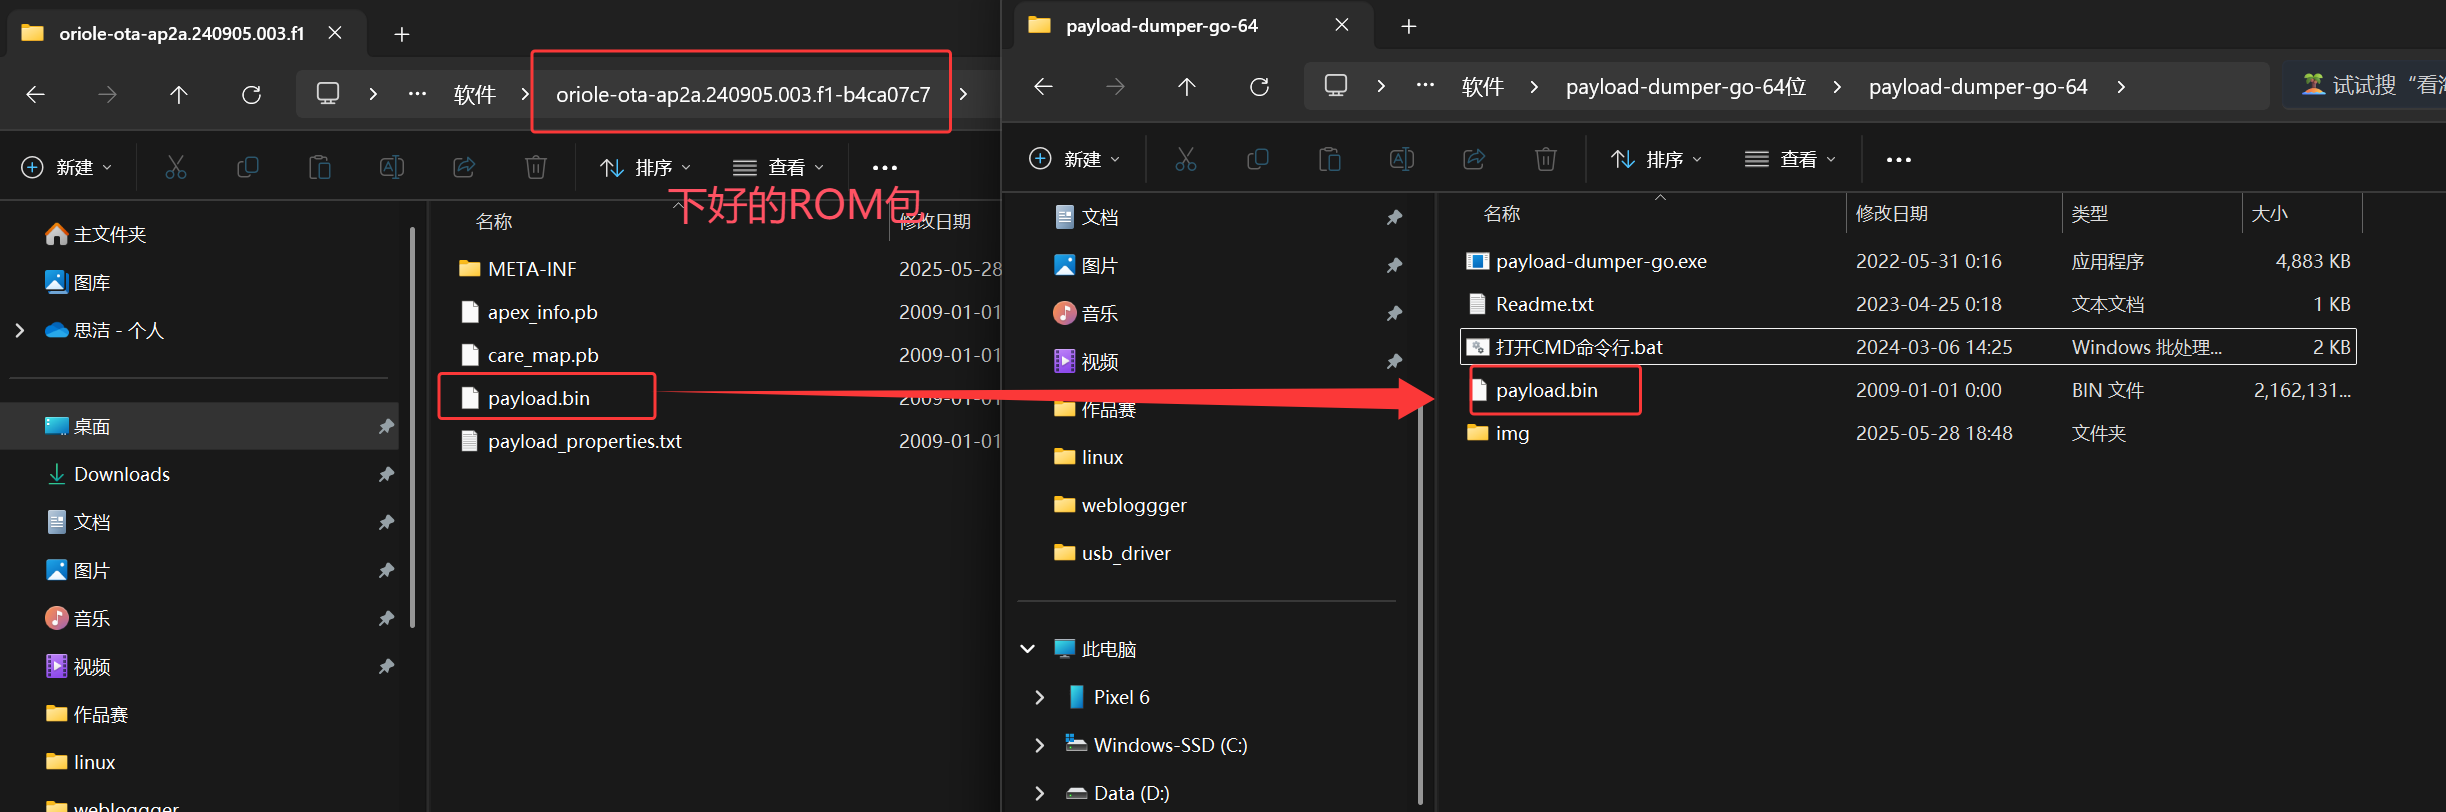 oriole-ota-ap2a.240905.003.f1
软件
oriole-ota-ap2a.240905.003.f1-b4ca07c7
新建
排序
查看
下好的ROM包
主文件夹
图库
思洁 - 个人
桌面
Downloads
文档
图片
音乐
视频
作品赛
linux
webloggger
名称
修改日期
META-INF
2025-05-28
apex_info.pb
2009-01-01
care_map.pb
2009-01-01
payload.bin
2009-01-01
payload_properties.txt
2009-01-01
payload-dumper-go-64
软件
payload-dumper-go-64位
payload-dumper-go-64
试试搜 “看海
新建
排序
查看
文档
图片
音乐
视频
作品赛
linux
webloggger
usb_driver
此电脑
Pixel 6
Windows-SSD (C:)
Data (D:)
名称 修改日期 类型 大小
payload-dumper-go.exe 2022-05-31 0:16 应用程序 4,883 KB
Readme.txt 2023-04-25 0:18 文本文档 1 KB
打开CMD命令行.bat 2024-03-06 14:25 Windows 批处理... 2 KB
payload.bin 2009-01-01 0:00 BIN 文件 2,162,131...
img 2025-05-28 18:48 文件夹